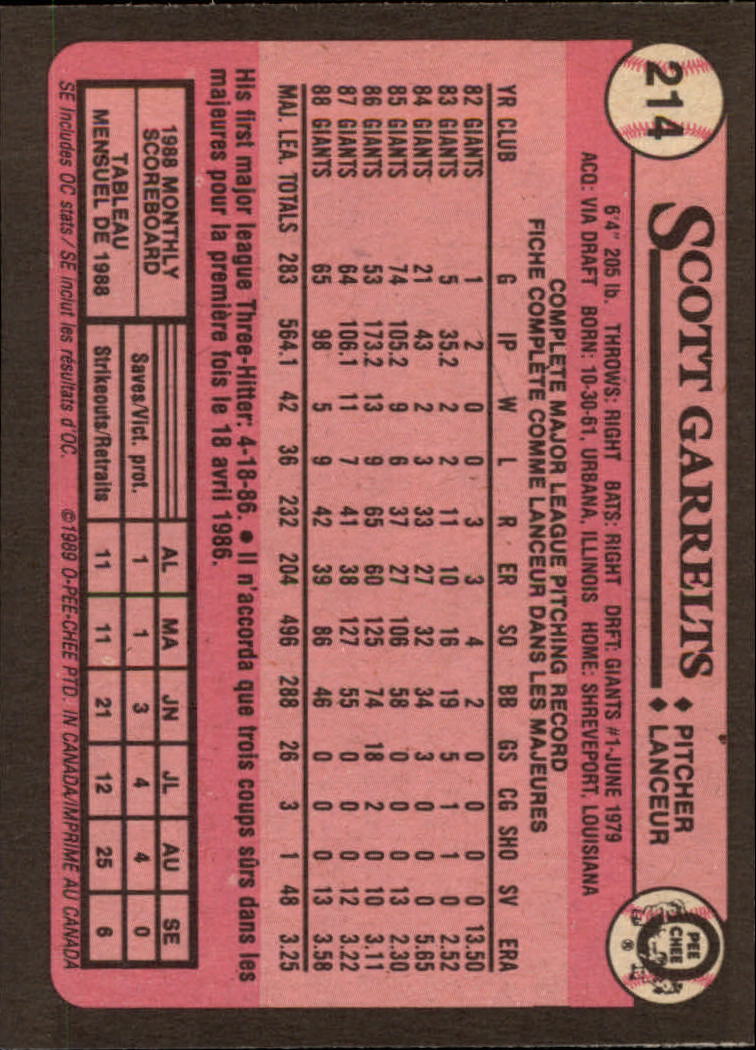 214
SCOTT GARRELTS
♦ PITCHER
♦ LANCEUR
O PEE CHEE ®
6'4" 205 lb. THROWS: RIGHT BATS: RIGHT DRFT: GIANTS #1-JUNE 1979
ACQ: VIA DRAFT BORN: 10-30-61, URBANA, ILLINOIS HOME: SHREVEPORT, LOUISIANA
COMPLETE MAJOR LEAGUE PITCHING RECORD
FICHE COMPLÈTE COMME LANCEUR DANS LES MAJEURES
YR CLUB G IP W L R ER SO BB GS CG SHO SV ERA
82 GIANTS 1 2 0 0 3 3 4 2 0 0 0 0 13.50
83 GIANTS 5 35.2 2 2 11 10 16 19 5 1 1 0 2.52
84 GIANTS 21 43 2 3 33 27 32 34 3 0 0 0 5.65
85 GIANTS 74 105.2 9 6 37 27 106 58 0 0 0 13 2.30
86 GIANTS 53 173.2 13 9 65 60 125 74 18 2 0 10 3.11
87 GIANTS 64 106.1 11 7 41 38 127 55 0 0 0 12 3.22
88 GIANTS 65 98 5 9 42 39 86 46 0 0 0 13 3.58
MAJ. LEA. TOTALS 283 564.1 42 36 232 204 496 288 26 3 1 48 3.25
His first major league Three-Hitter: 4-18-86. ● Il n'accorda que trois coups sûrs dans les
majeures pour la première fois le 18 avril 1986.
1988 MONTHLY
SCOREBOARD
TABLEAU
MENSUEL DE 1988
AL MA JN JL AU SE
Saves/Vict. prot. 1 1 3 4 4 0
Strikeouts/Retraits 11 11 21 12 25 6
SE Includes OC stats/SE inclut les résultats d'OC. ©1989 O-PEE-CHEE PTD. IN CANADA/IMPRIMÉ AU CANADA